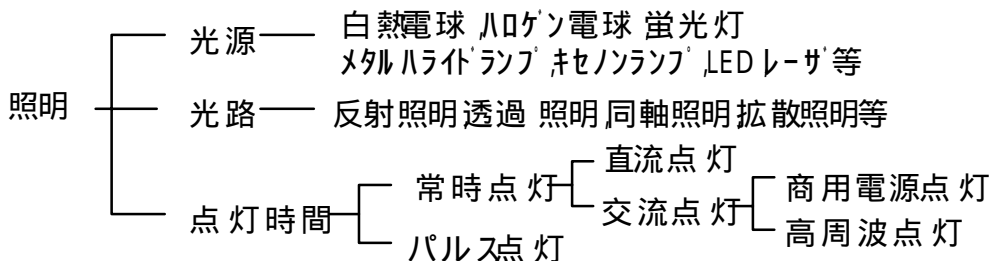 光源 白熱電球,ハロゲン電球,蛍光灯
メタルハライドランプ,キセノンランプ,LEDレーザ等
照明 光路 反射照明,透過照明,同軸照明,拡散照明等
直流点灯
常時点灯 商用電源点灯
交流点灯
点灯時間 高周波点灯
パルス点灯